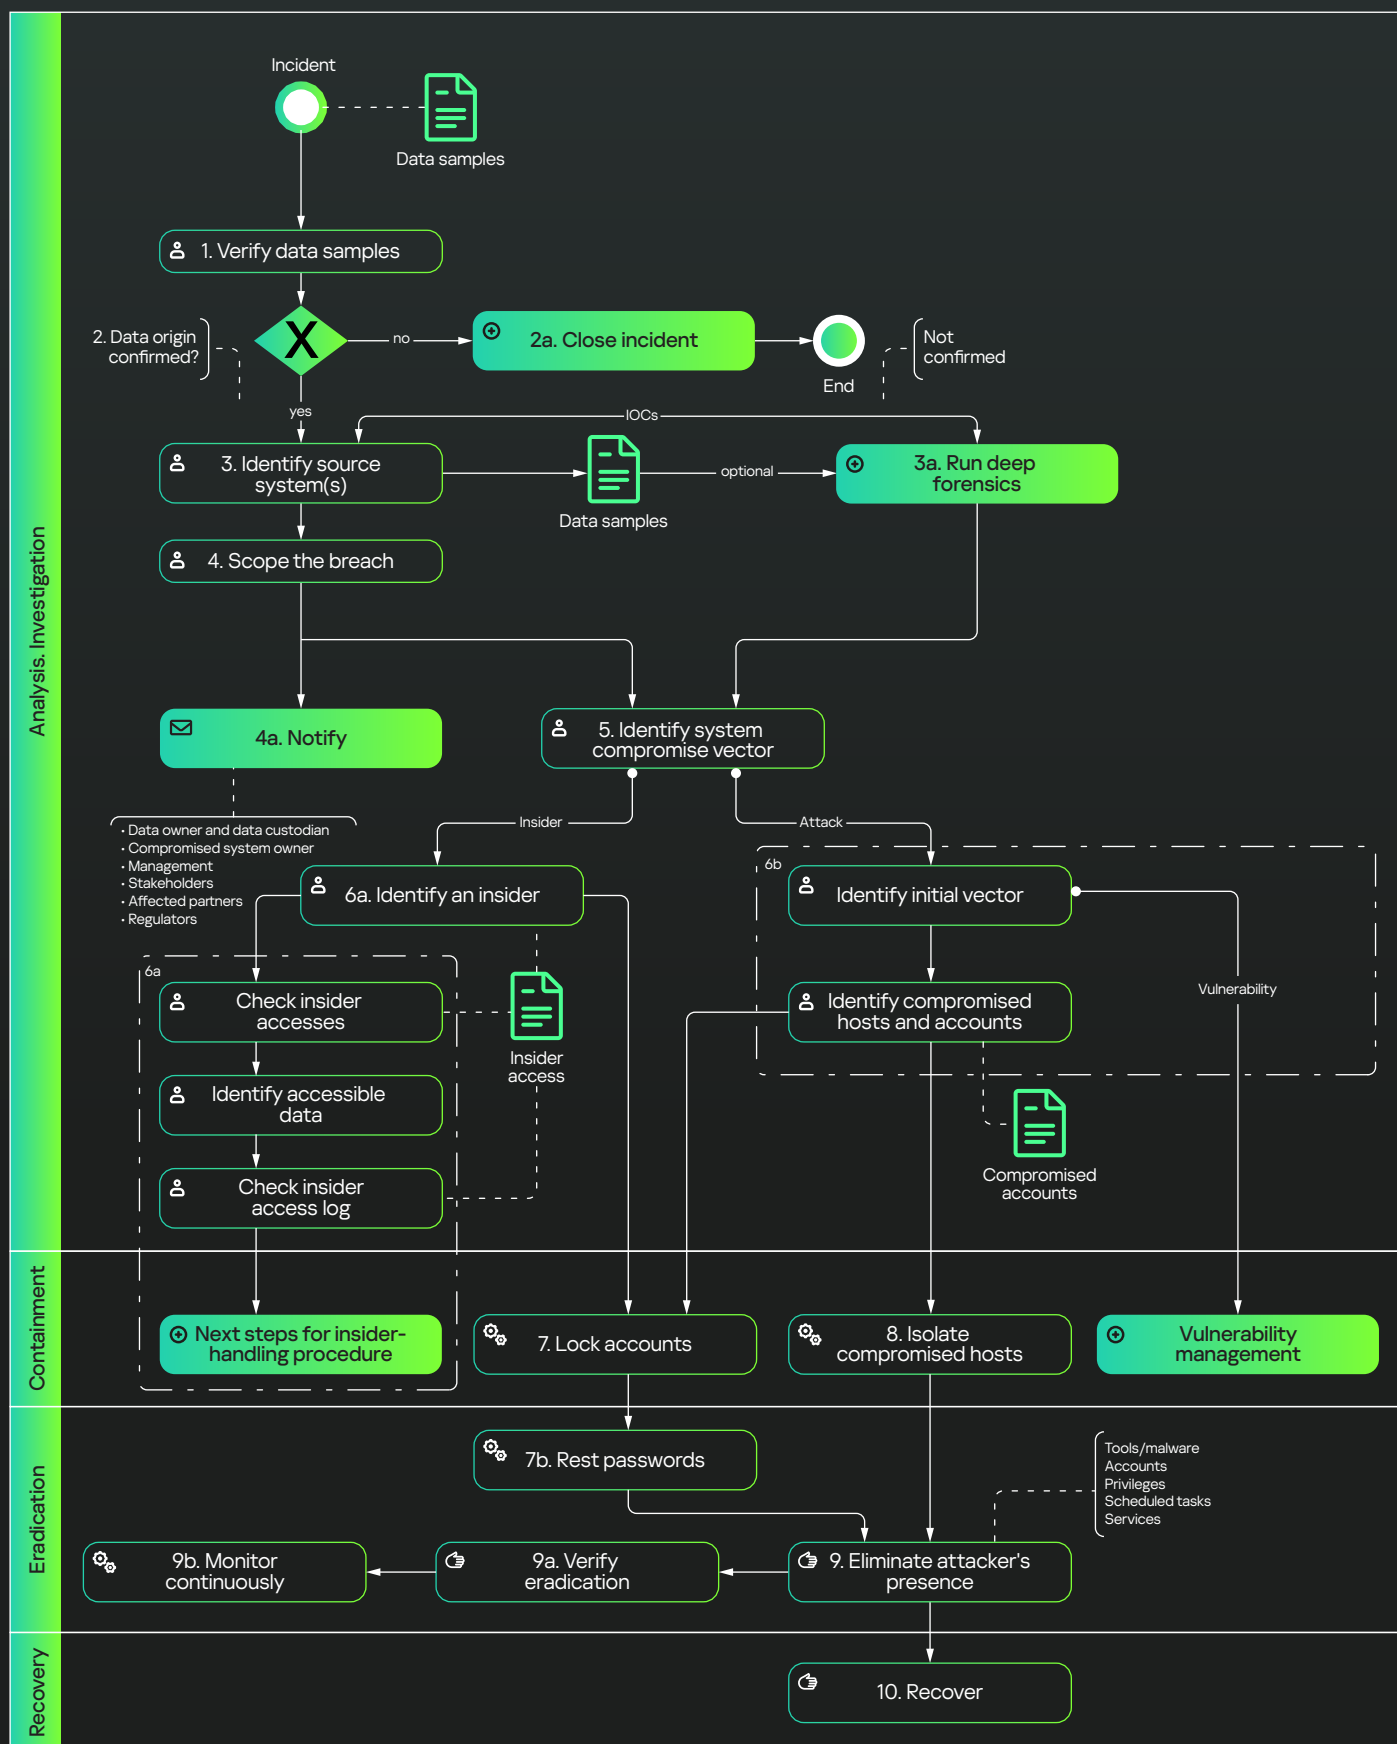 Incident
Data samples
1. Verify data samples
2. Data origin
confirmed?
X
no
2a. Close incident
End
Not
confirmed
yes
IOCs
3. Identify source
system(s)
Data samples
optional
3a. Run deep
forensics
4. Scope the breach
Analysis. Investigation
4a. Notify
5. Identify system
compromise vector
• Data owner and data custodian
• Compromised system owner
• Management
• Stakeholders
• Affected partners
• Regulators
Insider
Attack
6a. Identify an insider
6b
Identify initial vector
6a
Check insider
accesses
Insider
access
Identify compromised
hosts and accounts
Vulnerability
Identify accessible
data
Compromised
accounts
Check insider
access log
Containment
Next steps for insider-
handling procedure
7. Lock accounts
8. Isolate
compromised hosts
Vulnerability
management
Eradication
7b. Rest passwords
Tools/malware
Accounts
Privileges
Scheduled tasks
Services
9b. Monitor
continuously
9a. Verify
eradication
9. Eliminate attacker's
presence
Recovery
10. Recover